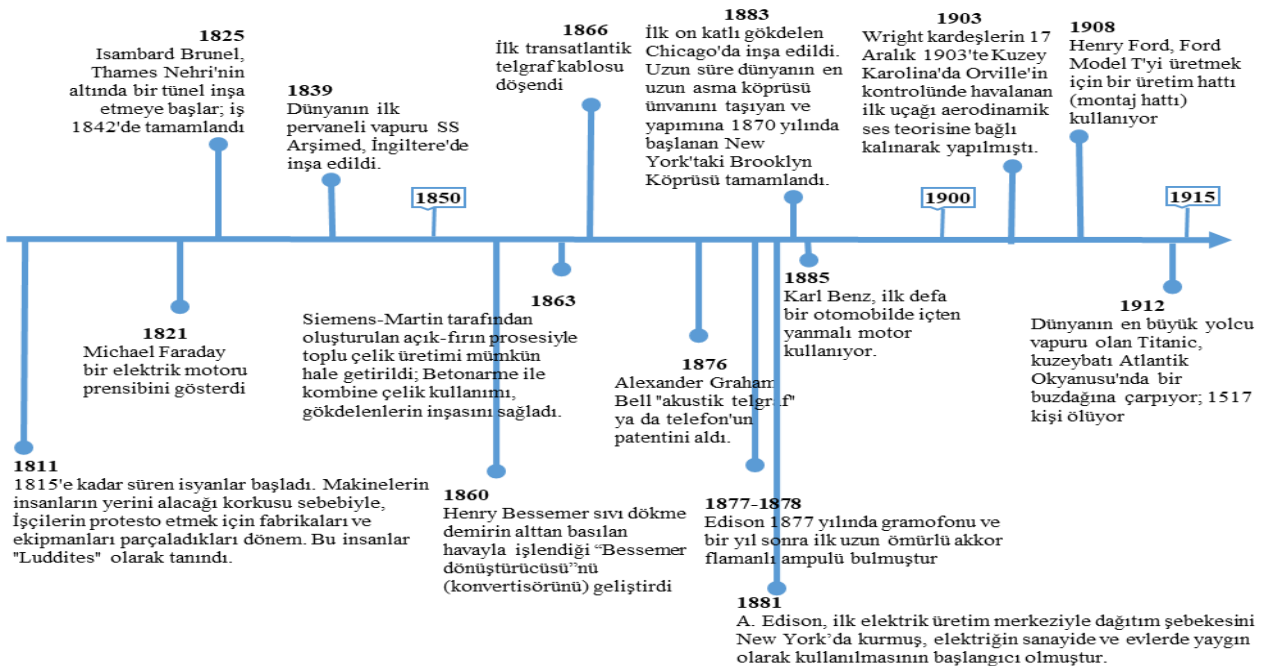 1825
Isambard Brunel,
Thames Nehri'nin
altında bir tünel inşa
etmeye başlar; iş
1842'de tamamlandı
1839
Dünyanın ilk
pervaneli vapuru SS
Arşimed, İngiltere'de
inşa edildi.
1850
1866
İlk transatlantik
telgraf kablosu
döşendi
1883
İlk on katlı gökdelen
Chicago'da inşa edildi.
Uzun süre dünyanın en
uzun asma köprüsü
ünvanını taşıyan ve
yapımına 1870 yılında
başlanan New
York'taki Brooklyn
Köprüsü tamamlandı.
1903
Wright kardeşlerin 17
Aralık 1903'te Kuzey
Karolina'da Orville'in
kontrolünde havalanan
ilk uçağı aerodinamik
ses teorisine bağlı
kalınarak yapılmıştı.
1900
1908
Henry Ford, Ford
Model T'yi üretmek
için bir üretim hattı
(montaj hattı)
kullanıyor
1915
1811
1815'e kadar süren isyanlar başladı. Makinelerin
insanların yerini alacağı korkusu sebebiyle,
İşçilerin protesto etmek için fabrikaları ve
ekipmanları parçaladıkları dönem. Bu insanlar
"Luddites" olarak tanındı.
1821
Michael Faraday
bir elektrik motoru
prensibini gösterdi
1863
Siemens-Martin tarafından
oluşturulan açık-fırın prosesiyle
toplu çelik üretimi mümkün
hale getirildi; Betonarme ile
kombine çelik kullanımı,
gökdelenlerin inşasını sağladı.
1860
Henry Bessemer sıvı dökme
demirin alttan basılan
havayla işlendiği “Bessemer
dönüştürücüsü”nü
(konvertisörünü) geliştirdi
1876
Alexander Graham
Bell "akustik telgraf"
ya da telefon'un
patentini aldı.
1877-1878
Edison 1877 yılında gramofonu ve
bir yıl sonra ilk uzun ömürlü akkor
flamanlı ampulü bulmuştur
1881
A. Edison, ilk elektrik üretim merkeziyle dağıtım şebekesini
New York’da kurmuş, elektriğin sanayide ve evlerde yaygın
olarak kullanılmasının başlangıcı olmuştur.
1885
Karl Benz, ilk defa
bir otomobilde içten
yanmalı motor
kullanıyor.
1912
Dünyanın en büyük yolcu
vapuru olan Titanic,
kuzeybatı Atlantik
Okyanusu'nda bir
buzdağına çarpıyor; 1517
kişi ölüyor